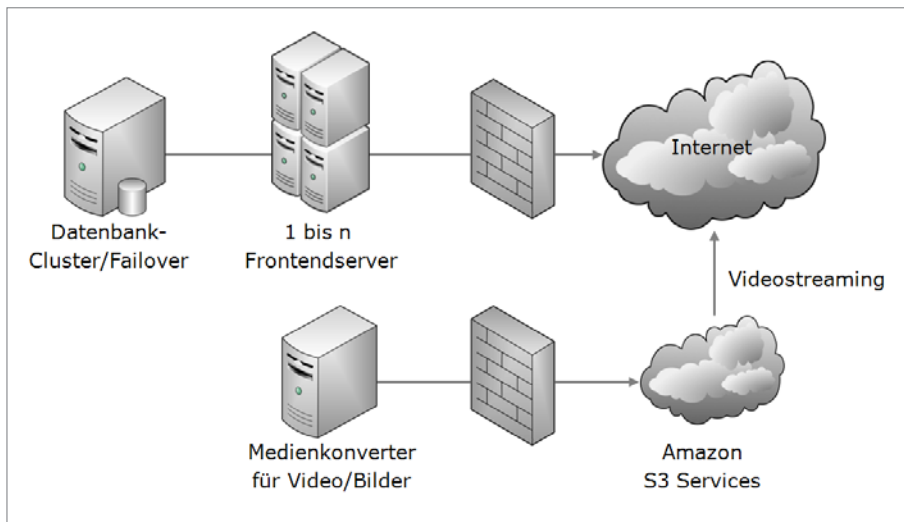 Internet
Datenbank-
Cluster/Failover
1 bis n
Frontendserver
Videostreaming
Medienkonverter
für Video/Bilder
Amazon
S3 Services